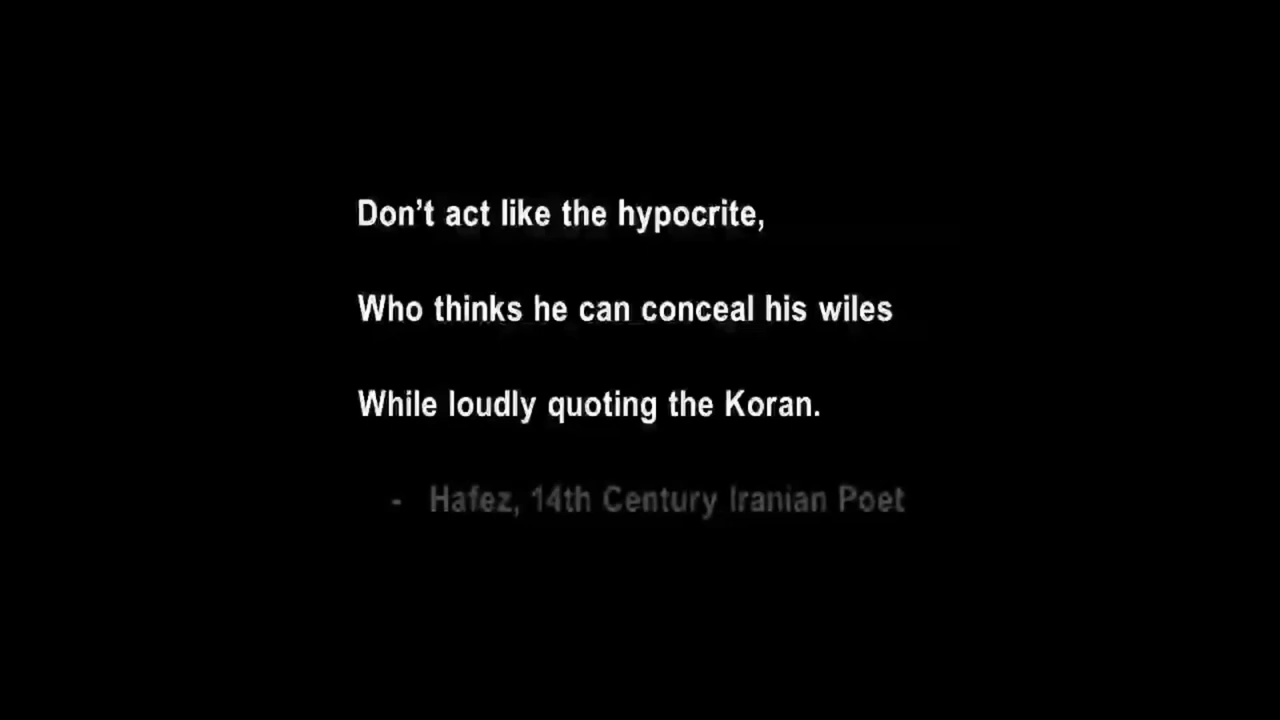 Don’t act like the hypocrite,
Who thinks he can conceal his wiles
While loudly quoting the Koran.
- Hafez, 14th Century Iranian Poet